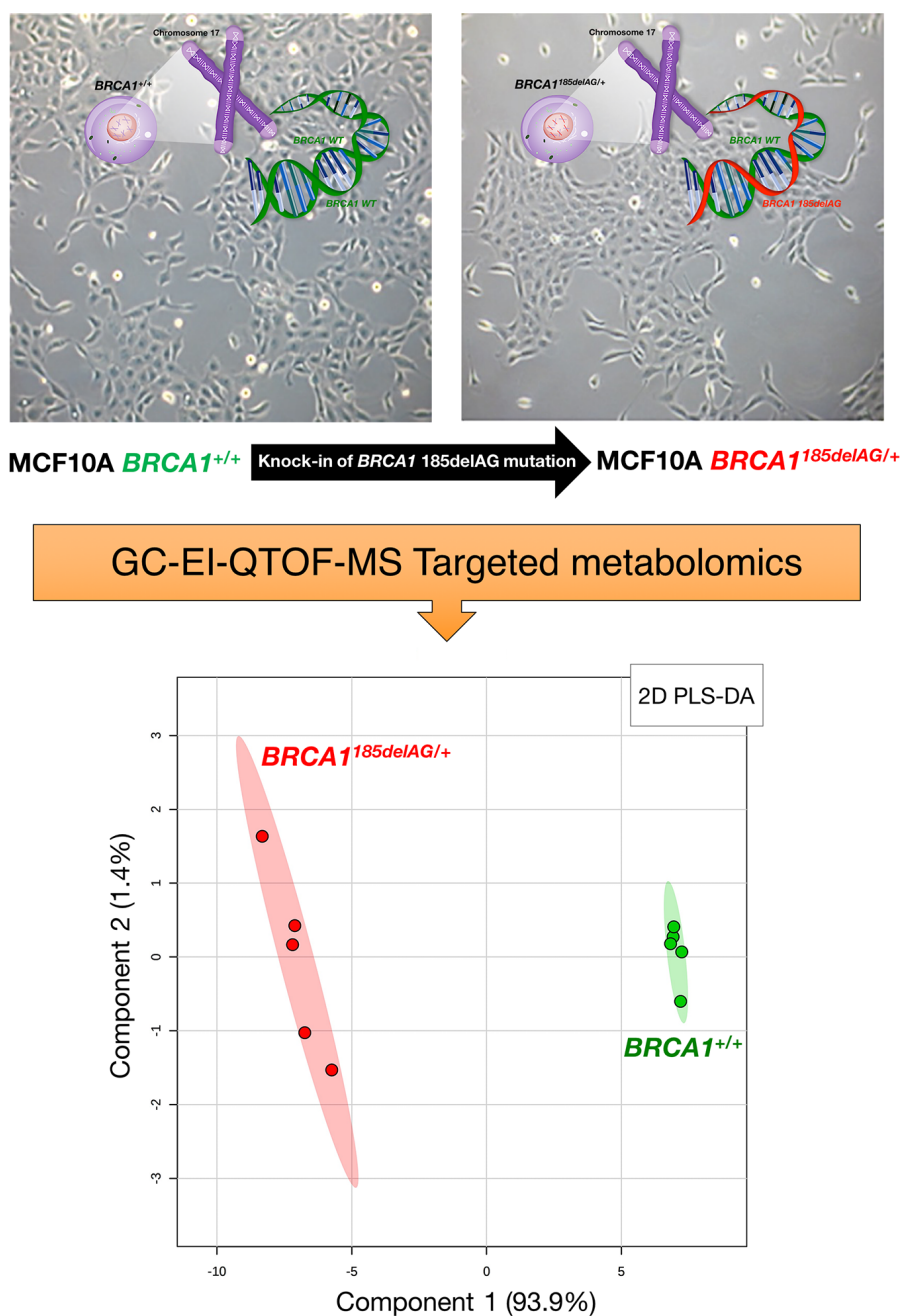 Chromosome 17
BRCA1+/+
BRCA1 WT
BRCA1 WT
Chromosome 17
BRCA1185delAG/+
BRCA1 WT
BRCA1 185delAG
MCF10A BRCA1+/+
Knock-in of BRCA1 185delAG mutation
MCF10A BRCA1185delAG/+
GC-EI-QTOF-MS Targeted metabolomics
2D PLS-DA
BRCA1185delAG/+
BRCA1+/+
Component 2 (1.4%)
3
2
1
0
-1
-2
-3
-10
-5
0
5
Component 1 (93.9%)